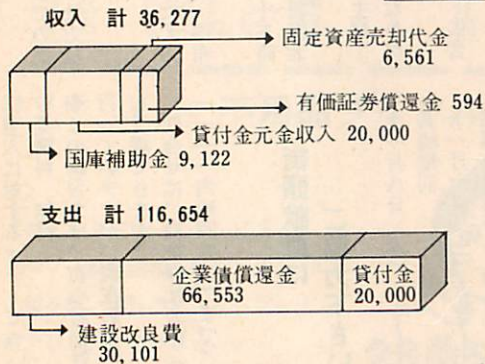 収入 計 36,277
固定資産売却代金
6,561
有価証券償還金 594
貸付金元金収入 20,000
国庫補助金 9,122
支出 計 116,654
企業債償還金
66,553
貸付金
20,000
建設改良費
30,101